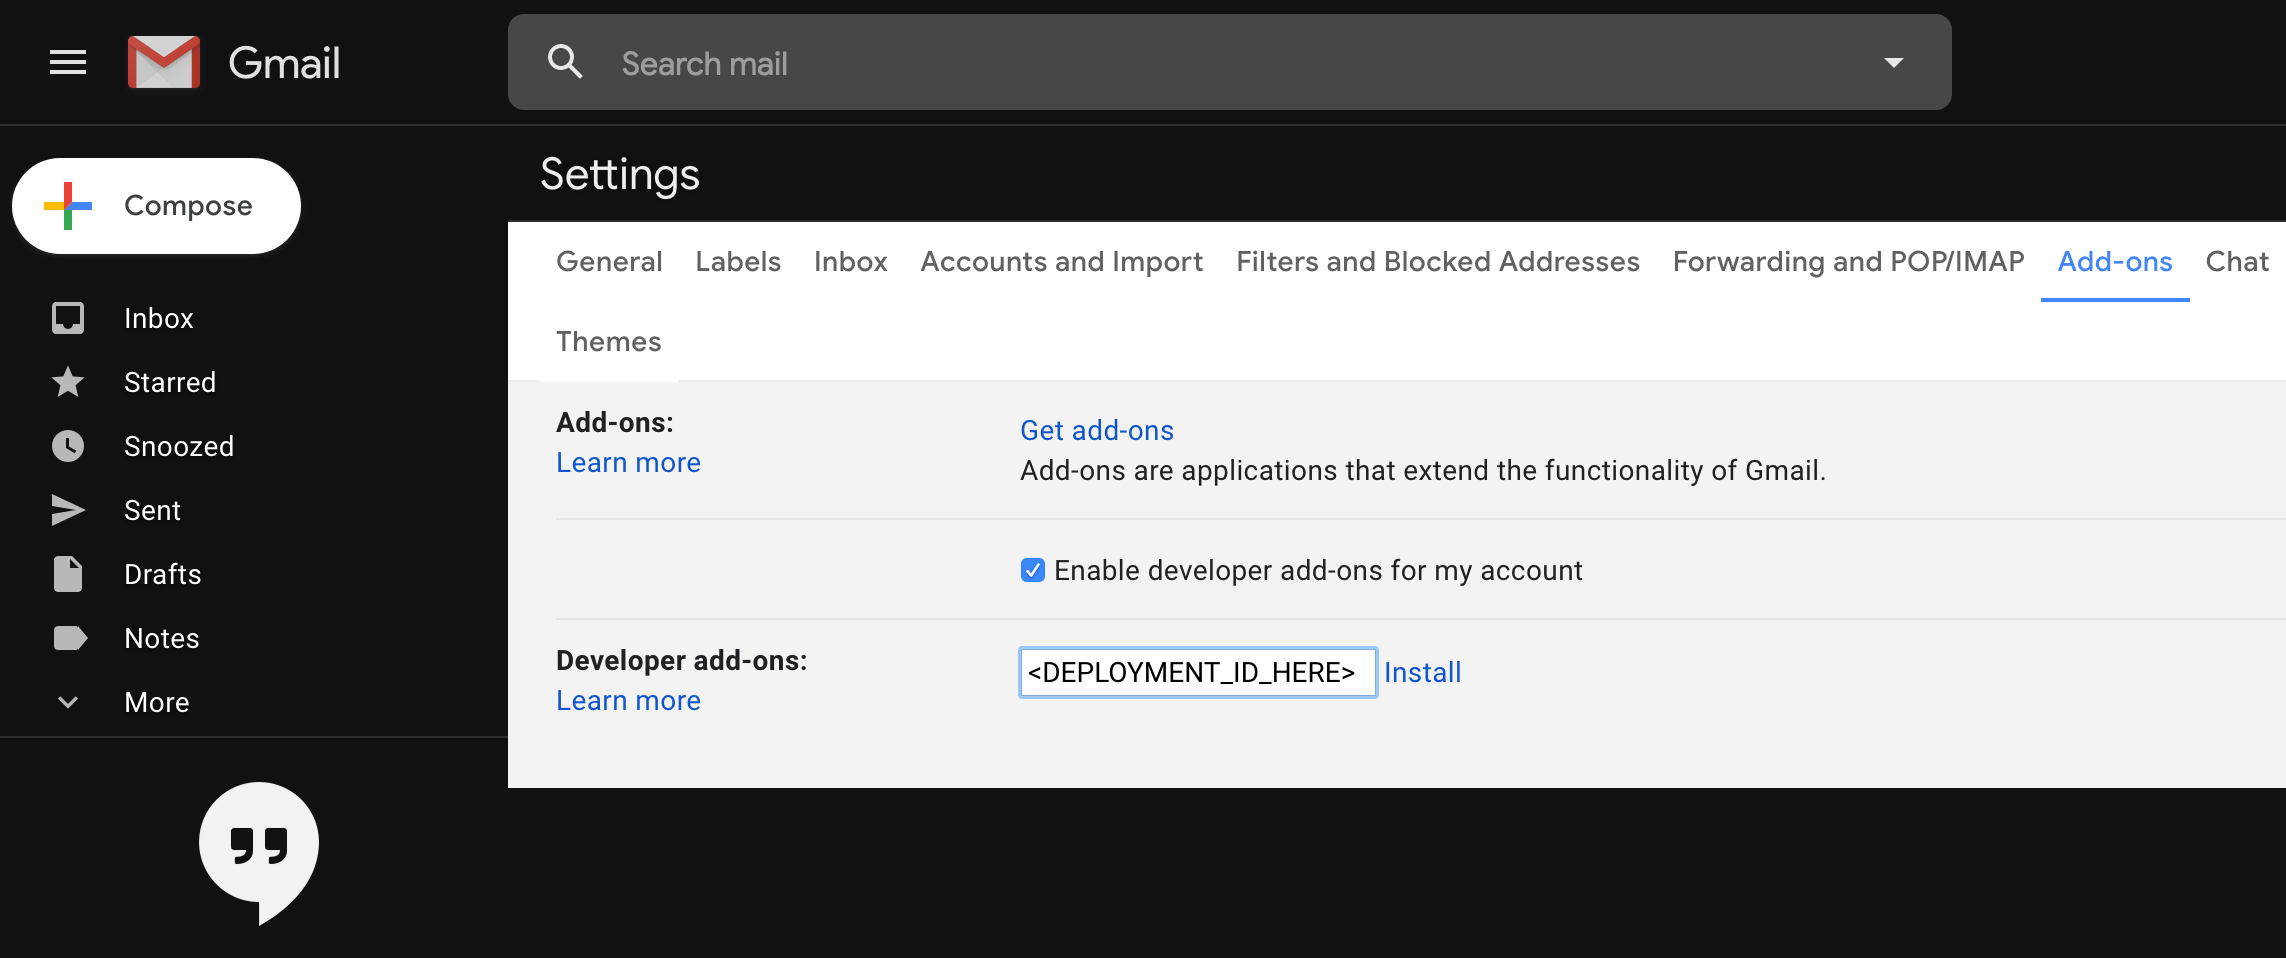 Gmail
Search mail
Compose
Inbox
Starred
Snoozed
Sent
Drafts
Notes
More
Settings
General Labels Inbox Accounts and Import Filters and Blocked Addresses Forwarding and POP/IMAP Add-ons Chat
Themes
Add-ons:
Learn more
Get add-ons
Add-ons are applications that extend the functionality of Gmail.
Enable developer add-ons for my account
Developer add-ons:
Learn more
<DEPLOYMENT_ID_HERE> Install